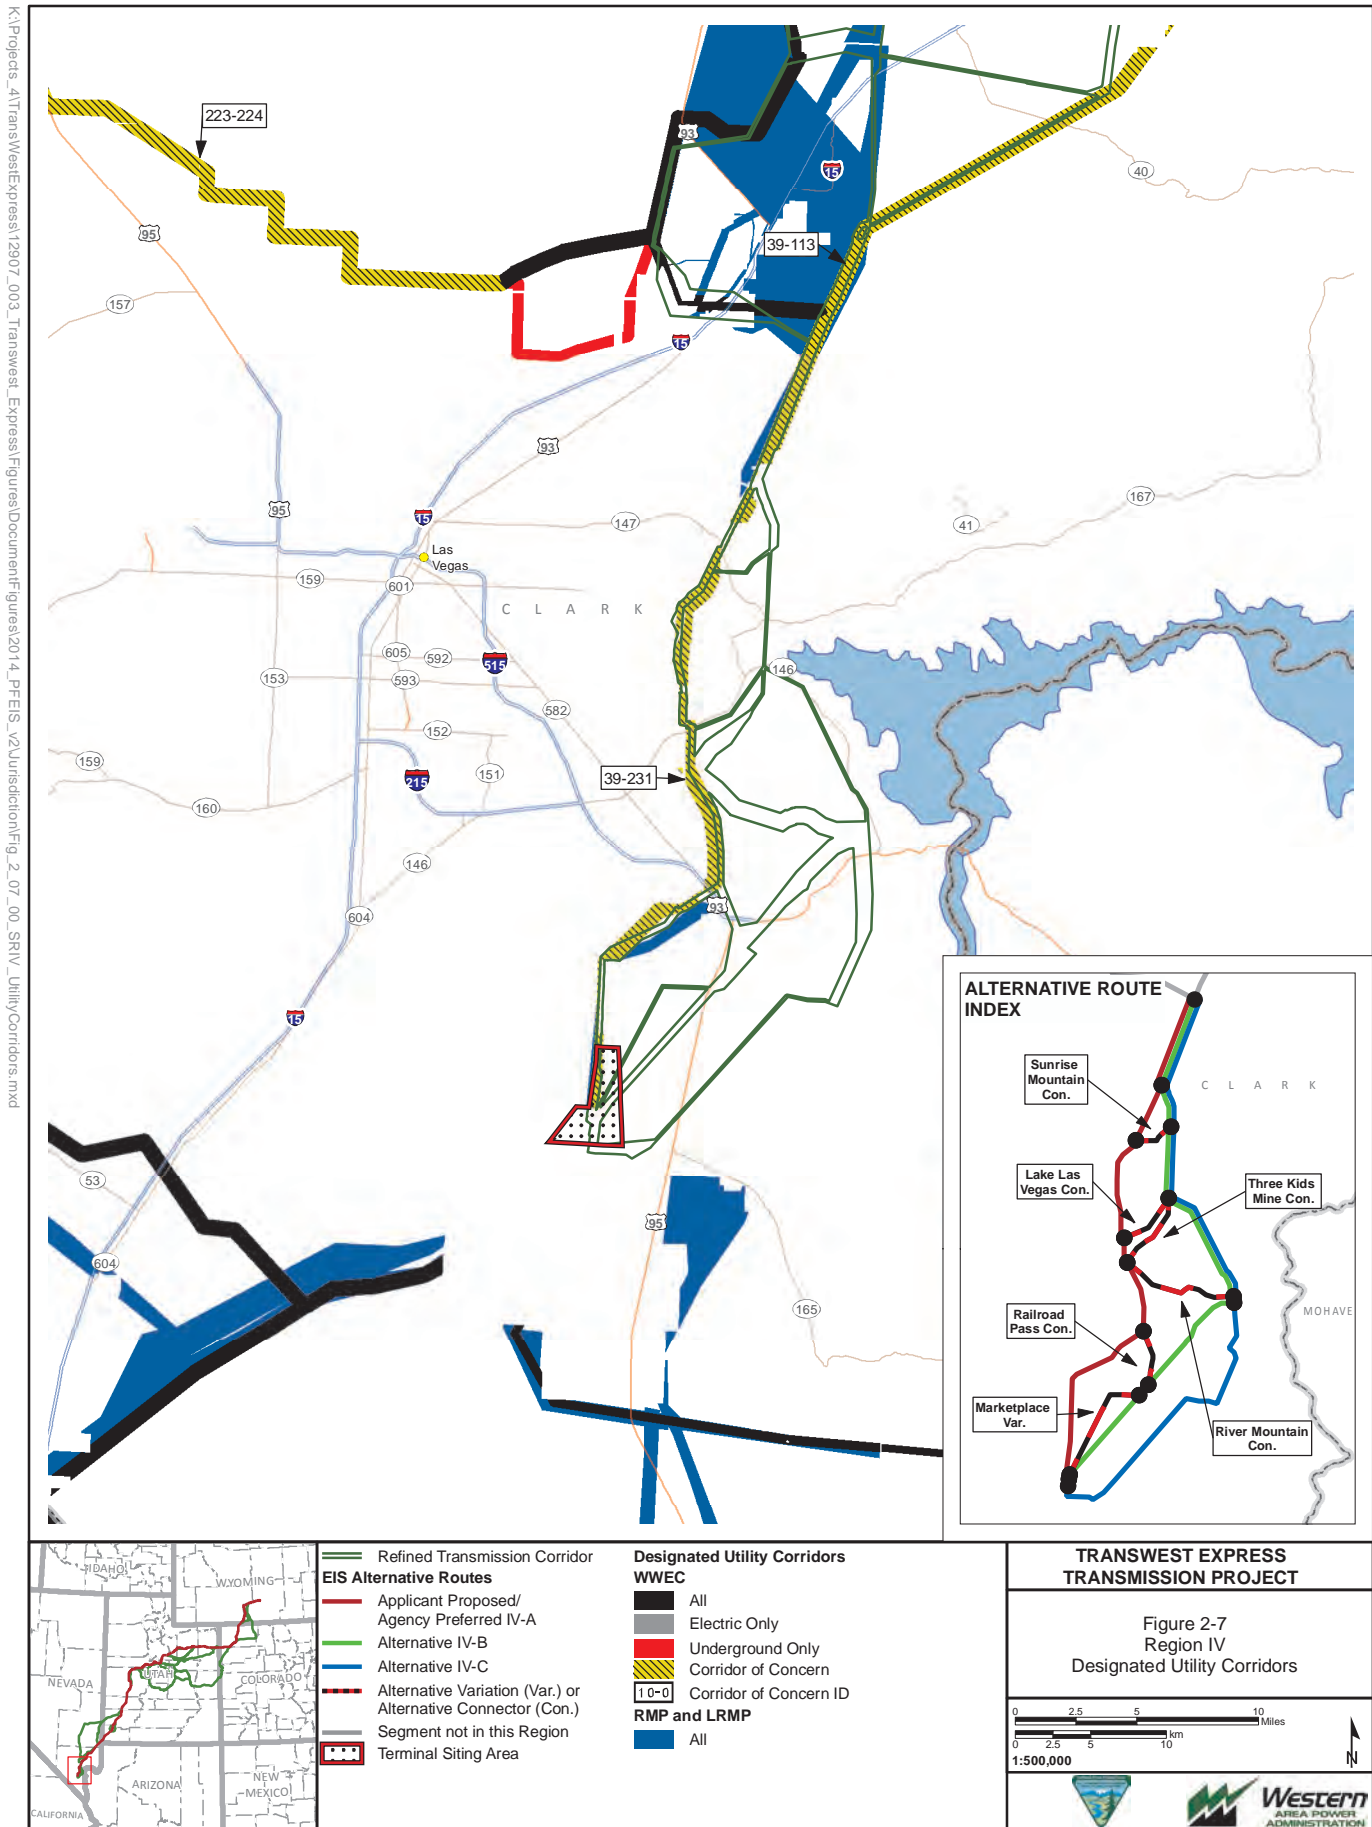 K:\Projects_4\TransWestExpress\12907_003_Transwest_Express\Figures\DocumentFigures\2014_PFEIS_v2\Jurisdiction\Fig_2_07_00_SRIV_UtilityCorridors.mxd
223-224
93
15
40
95
39-113
157
15
93
95
15
147
41
167
Las
Vegas
159
601
C L A R K
605
592
515
146
153
593
582
152
159
39-231
151
215
160
146
93
604
15
53
95
604
165
ALTERNATIVE ROUTE
INDEX
Sunrise
Mountain
Con.
C L A R K
Lake Las
Vegas Con.
Three Kids
Mine Con.
Railroad
Pass Con.
MOHAVE
Marketplace
Var.
River Mountain
Con.
IDAHO
WYOMING
NEVADA
UTAH
COLORADO
ARIZONA
NEW
MEXICO
CALIFORNIA
Refined Transmission Corridor
EIS Alternative Routes
Applicant Proposed/
Agency Preferred IV-A
Alternative IV-B
Alternative IV-C
Alternative Variation (Var.) or
Alternative Connector (Con.)
Segment not in this Region
Terminal Siting Area
Designated Utility Corridors
WWEC
All
Electric Only
Underground Only
Corridor of Concern
10-0 Corridor of Concern ID
RMP and LRMP
All
TRANSWEST EXPRESS
TRANSMISSION PROJECT
Figure 2-7
Region IV
Designated Utility Corridors
0 2.5 5 10
Miles
km
0 2.5 5 10
1:500,000
N
Western
AREA POWER
ADMINISTRATION